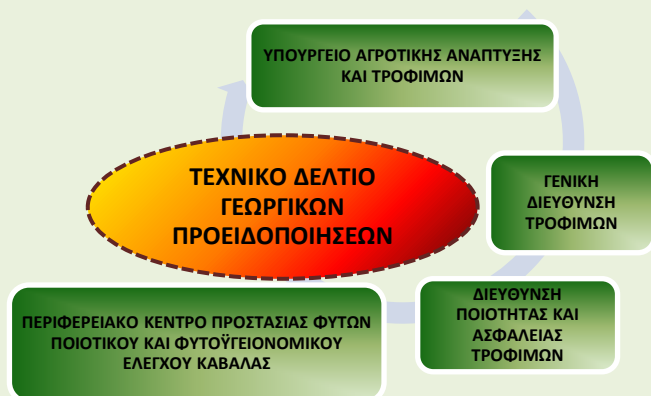 ΥΠΟΥΡΓΕΙΟ ΑΓΡΟΤΙΚΗΣ ΑΝΑΠΤΥΞΗΣ
ΚΑΙ ΤΡΟΦΙΜΩΝ
ΤΕΧΝΙΚΟ ΔΕΛΤΙΟ
ΓΕΩΡΓΙΚΩΝ
ΠΡΟΕΙΔΟΠΟΙΗΣΕΩΝ
ΓΕΝΙΚΗ
ΔΙΕΥΘΥΝΣΗ
ΤΡΟΦΙΜΩΝ
ΔΙΕΥΘΥΝΣΗ
ΠΟΙΟΤΗΤΑΣ ΚΑΙ
ΑΣΦΑΛΕΙΑΣ
ΤΡΟΦΙΜΩΝ
ΠΕΡΙΦΕΡΕΙΑΚΟ ΚΕΝΤΡΟ ΠΡΟΣΤΑΣΙΑΣ ΦΥΤΩΝ
ΠΟΙΟΤΙΚΟΥ ΚΑΙ ΦΥΤΟΫΓΕΙΟΝΟΜΙΚΟΥ
ΕΛΕΓΧΟΥ ΚΑΒΑΛΑΣ